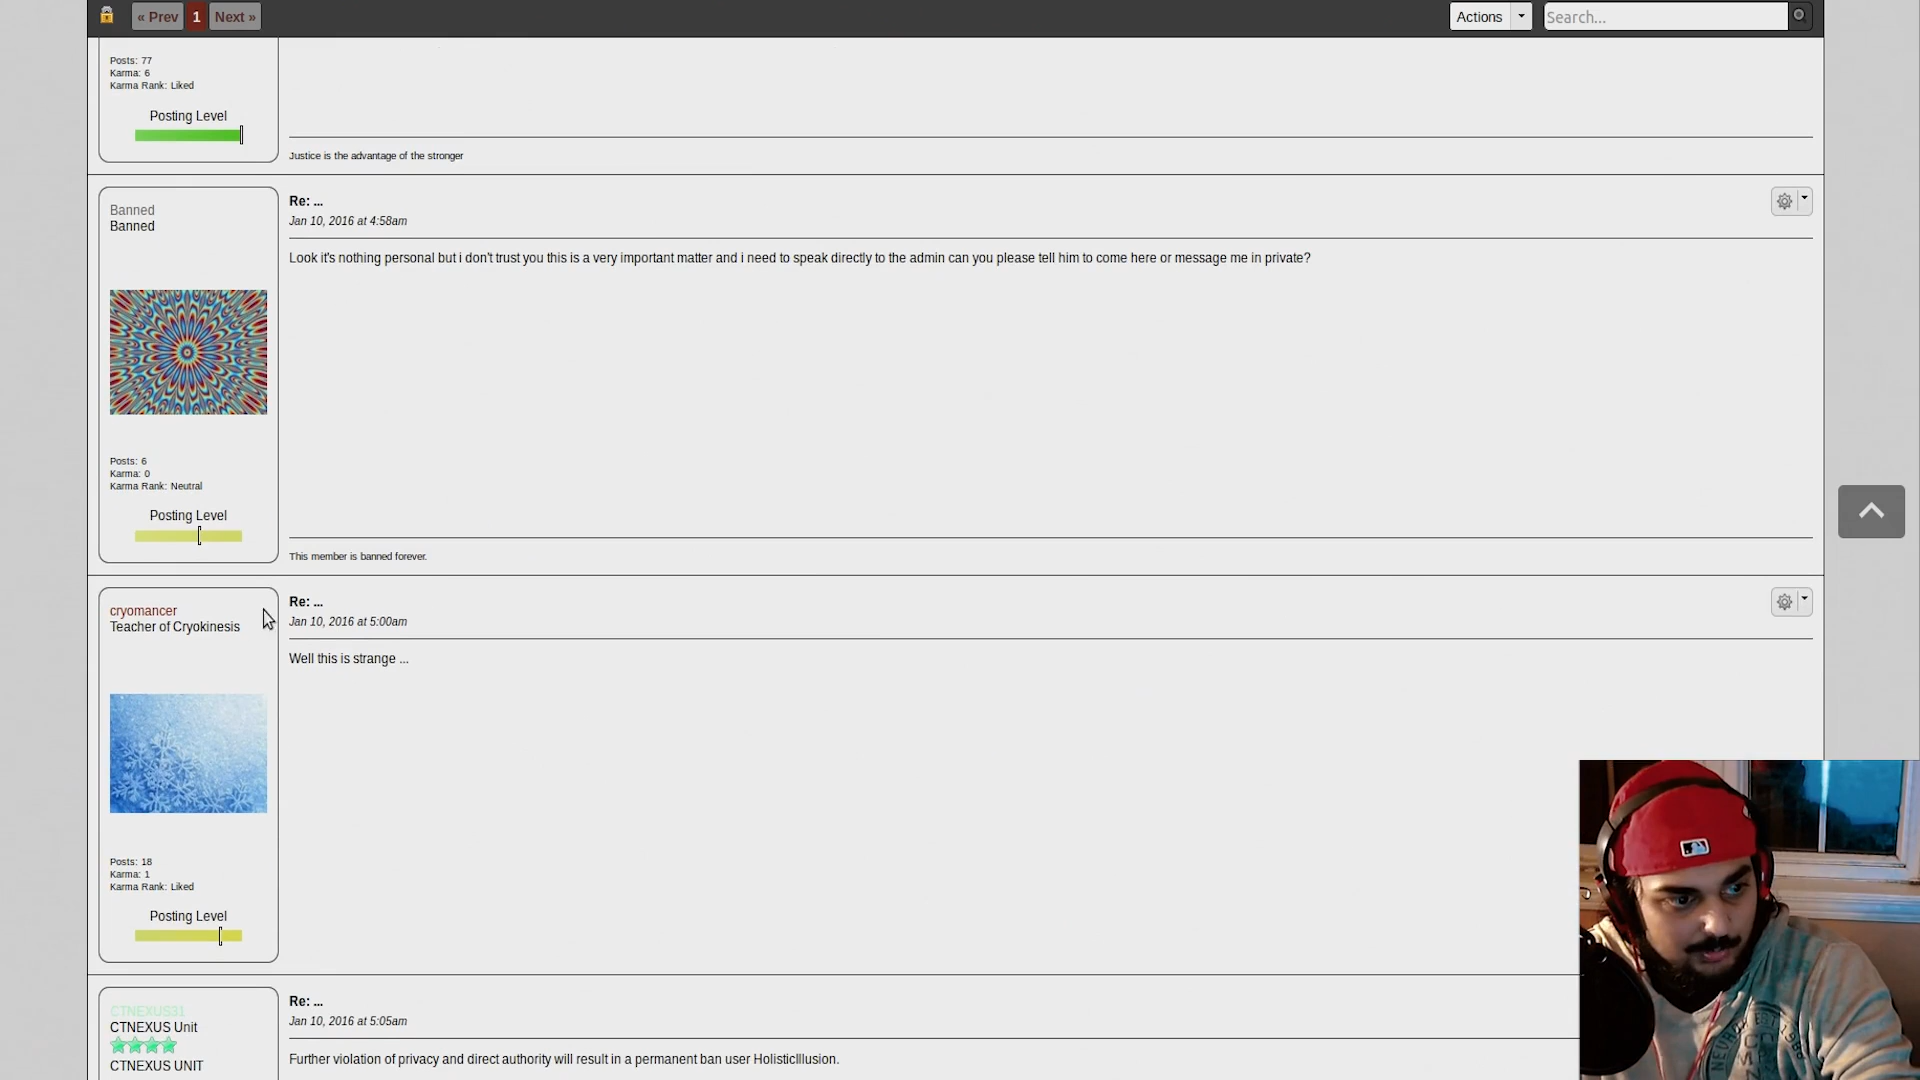 « Prev 1 Next »
Actions
Search...
Posts: 77
Karma: 6
Karma Rank: Liked
Posting Level
Justice is the advantage of the stronger
Banned
Banned
Re: ...
Jan 10, 2016 at 4:58am
Look it's nothing personal but i don't trust you this is a very important matter and i need to speak directly to the admin can you please tell him to come here or message me in private?
Posts: 6
Karma: 0
Karma Rank: Neutral
Posting Level
This member is banned forever.
cryomancer
Teacher of Cryokinesis
Re: ...
Jan 10, 2016 at 5:00am
Well this is strange ...
Posts: 18
Karma: 1
Karma Rank: Liked
Posting Level
CTNEXUS31
CTNEXUS Unit
CTNEXUS UNIT
Re: ...
Jan 10, 2016 at 5:05am
Further violation of privacy and direct authority will result in a permanent ban user HolisticIllusion.